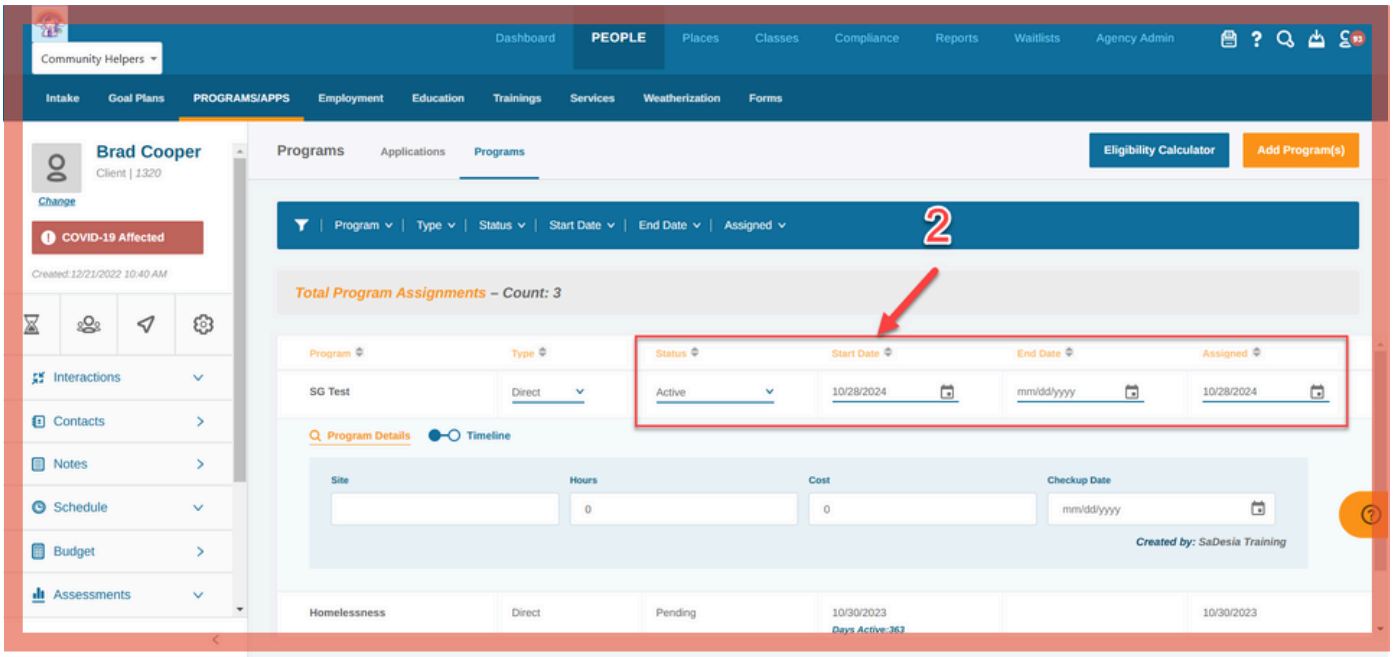 Dashboard PEOPLE Places Classes Compliance Reports Waitlists Agency Admin ? 93
Community Helpers
Intake Goal Plans PROGRAMS/APPS Employment Education Trainings Services Weatherization Forms
Brad Cooper
Client | 1320
Change
COVID-19 Affected
Created:12/21/2022 10:40 AM
Interactions
Contacts
Notes
Schedule
Budget
Assessments
Programs Applications Programs Eligibility Calculator Add Program(s)
| Program | Type | Status | Start Date | End Date | Assigned
2
Total Program Assignments – Count: 3
Program Type Status Start Date End Date Assigned
SG Test Direct Active 10/28/2024 mm/dd/yyyy 10/28/2024
Program Details Timeline
Site Hours Cost Checkup Date
0 0 mm/dd/yyyy
Created by: SaDesia Training
Homelessness Direct Pending 10/30/2023 10/30/2023
Days Active:363